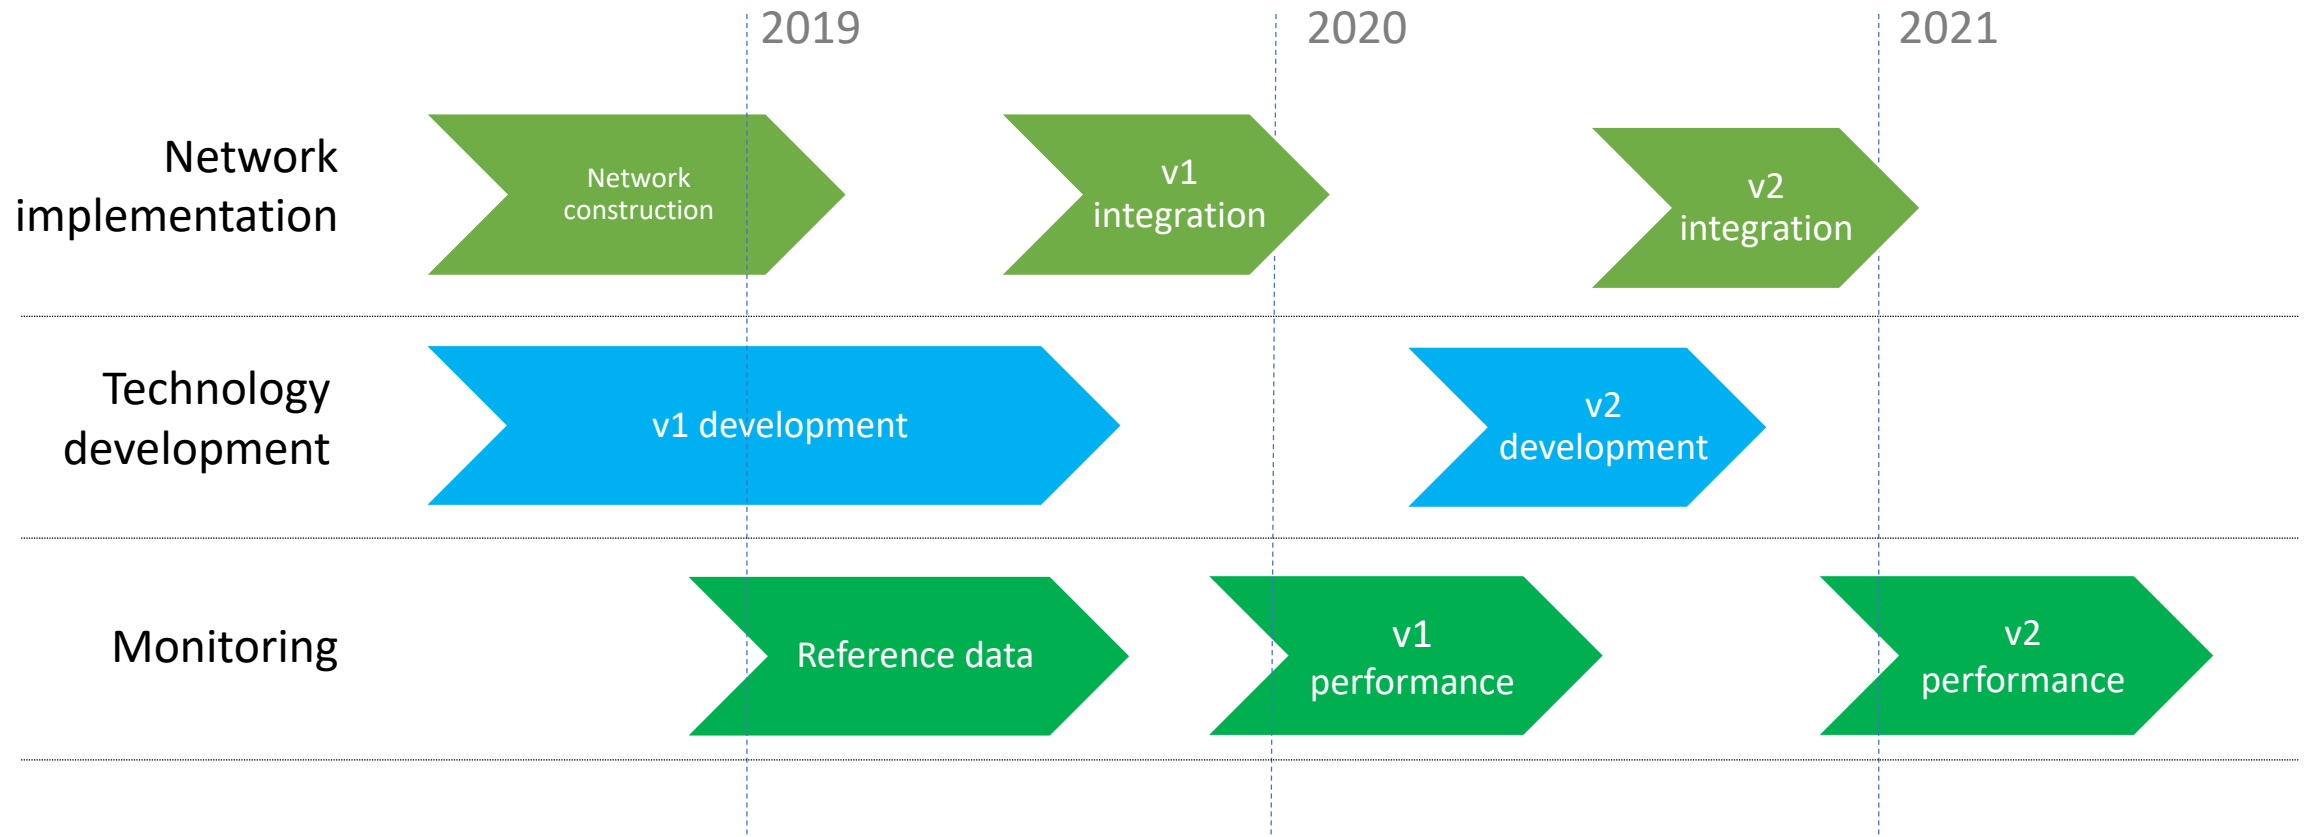 2019
2020
2021
Network
implementation
Network
construction
v1
integration
v2
integration
Technology
development
v1 development
v2
development
Monitoring
Reference data
v1
performance
v2
performance